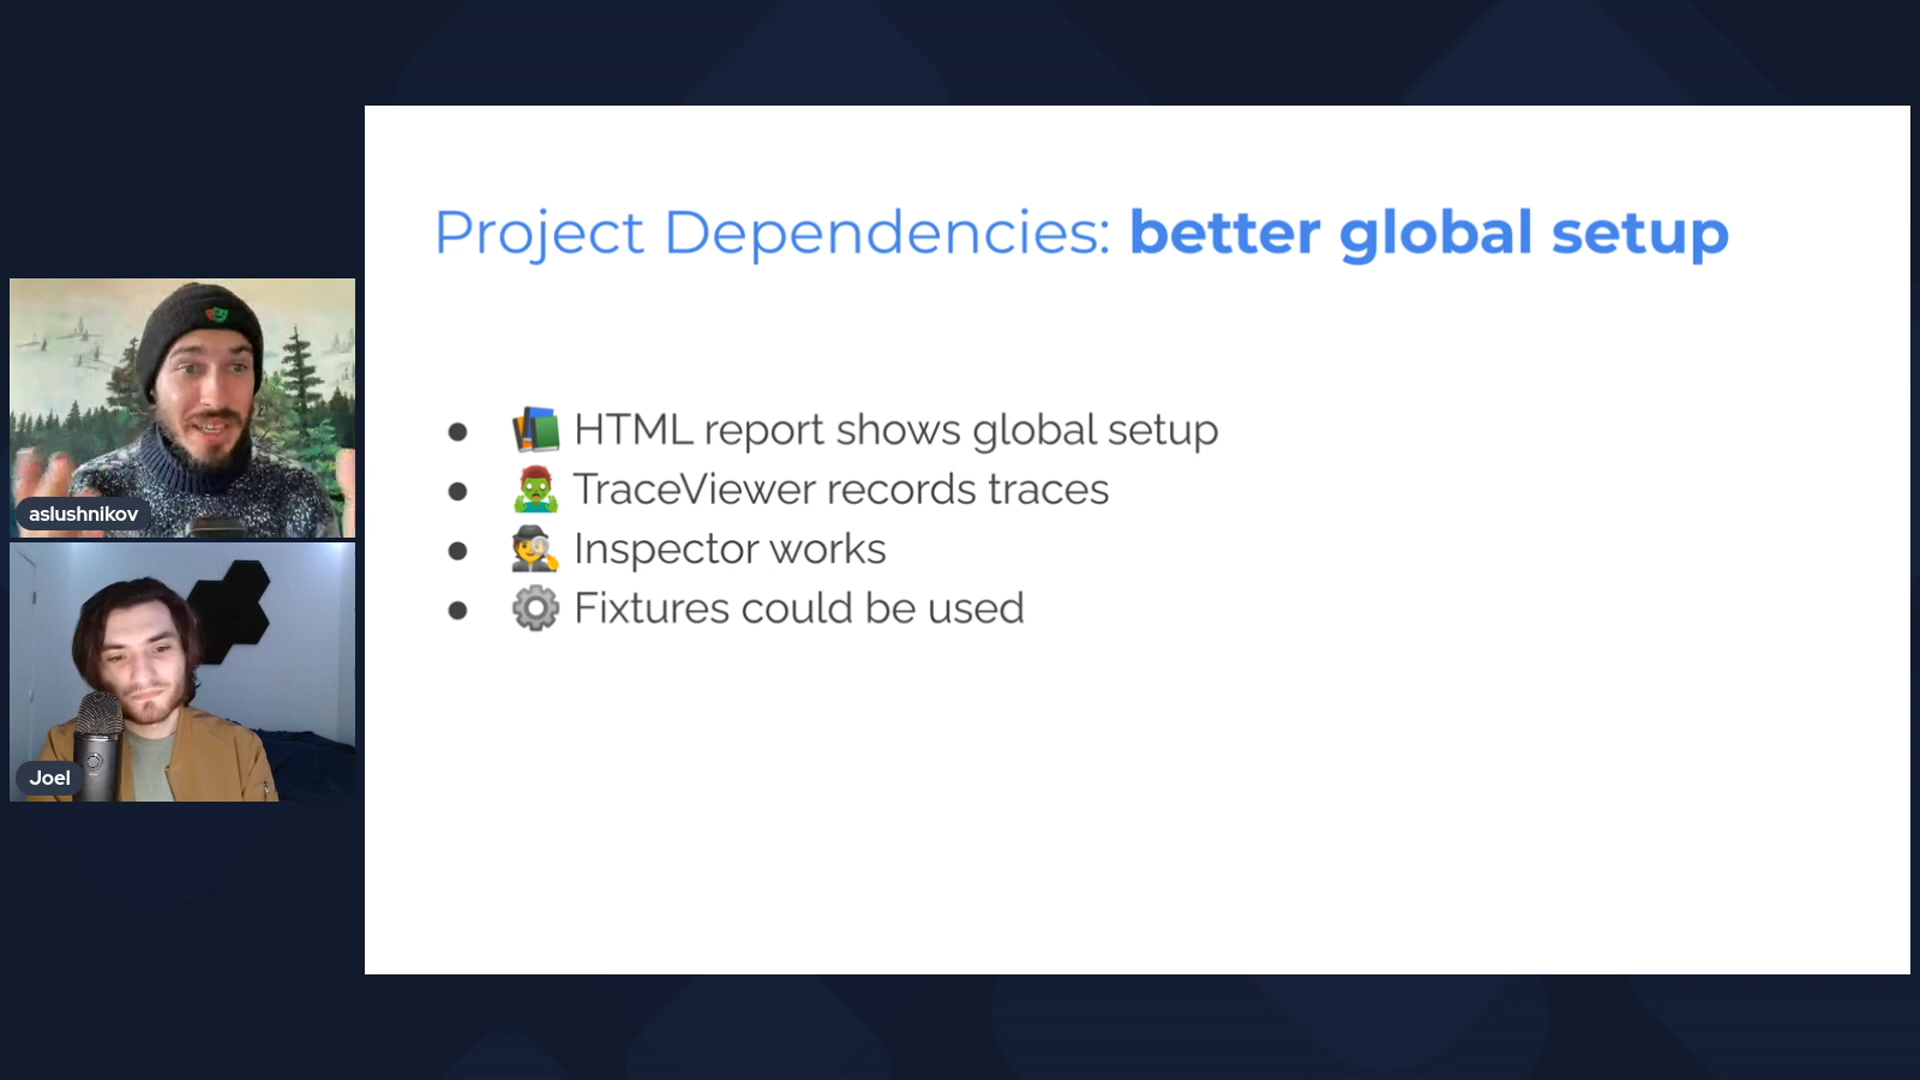 Project Dependencies: better global setup
● 📚 HTML report shows global setup
● 🧟 TraceViewer records traces
● 🕵️ Inspector works
● ⚙️ Fixtures could be used
aslushnikov
Joel